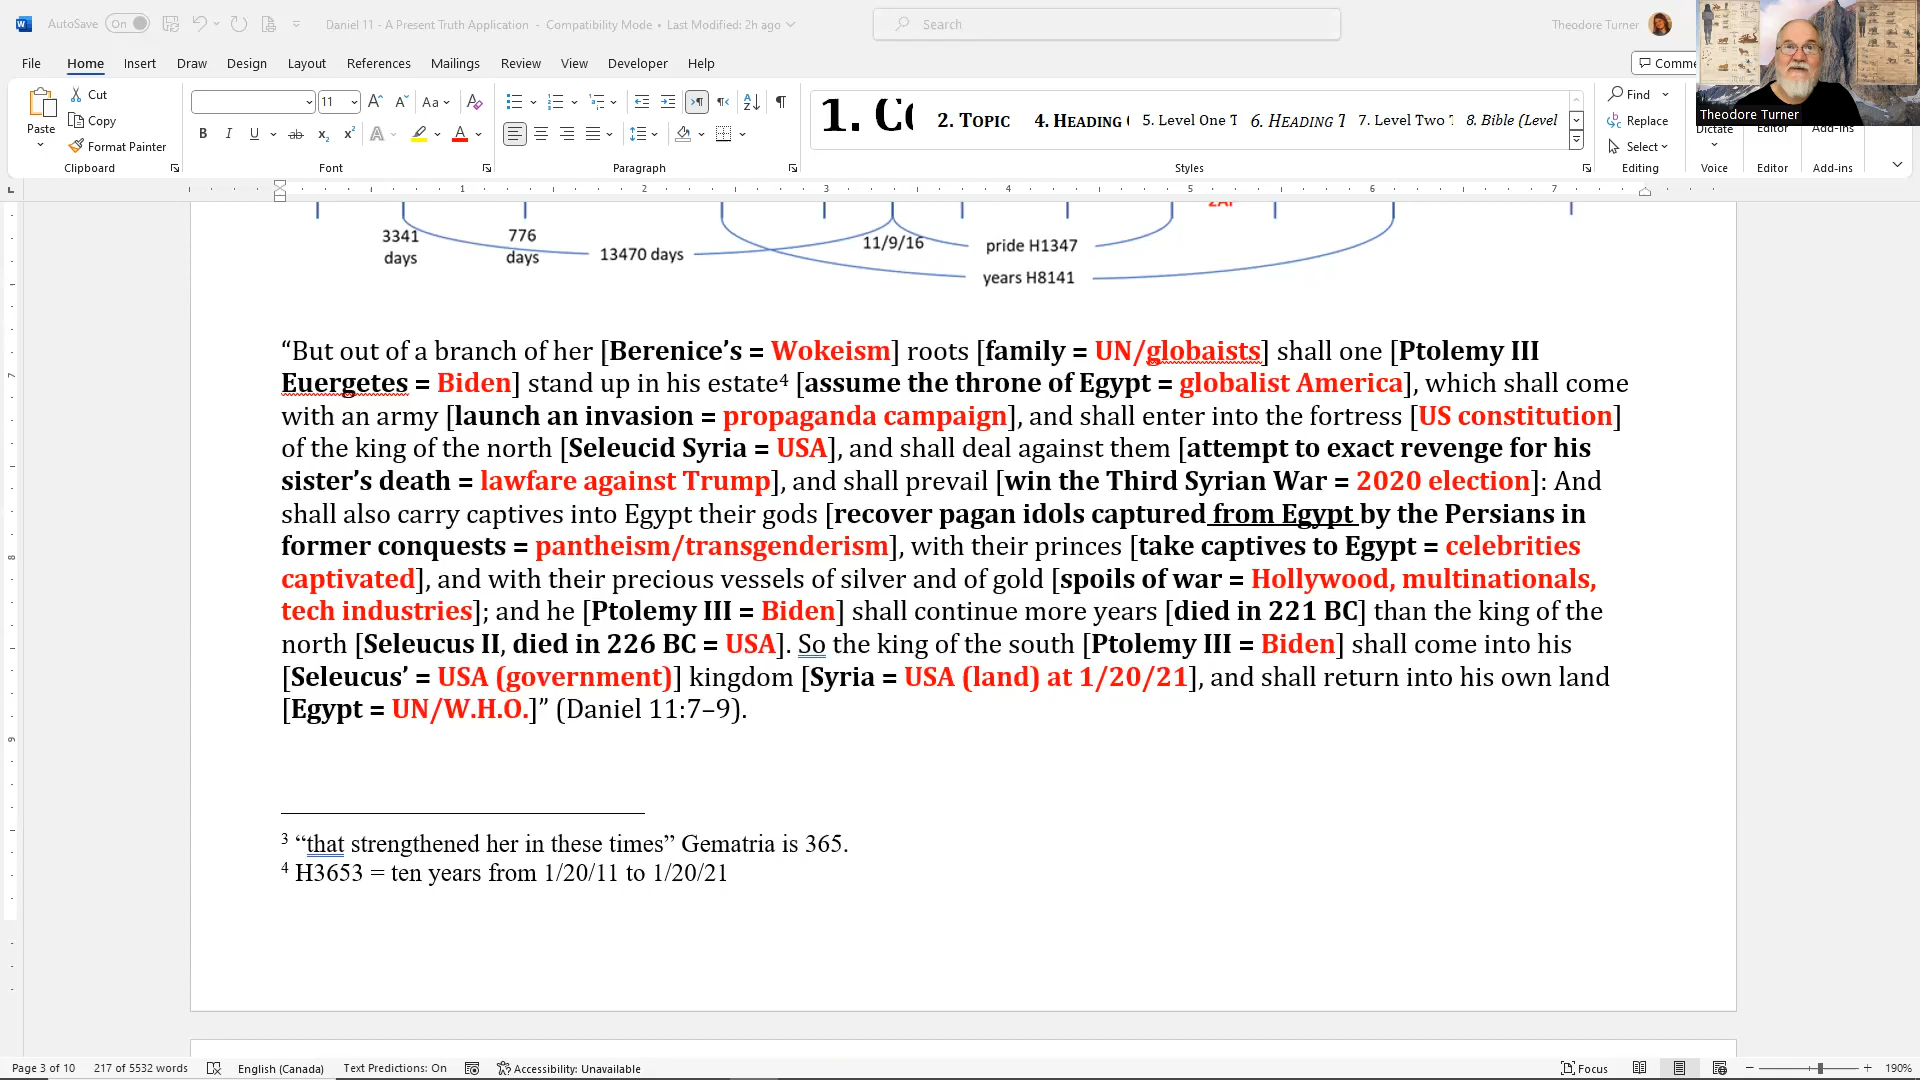 AutoSave On Daniel 11 - A Present Truth Application - Compatibility Mode • Last Modified: 2h ago Search Theodore Turner
File Home Insert Draw Design Layout References Mailings Review View Developer Help
Paste Cut Copy Format Painter 11 Find Replace Select
1. 2. TOPIC 4. HEADING 5. Level One T 6. HEADING T 7. Level Two T 8. Bible (Level
Theodore Turner
Dictate Editor Add-ins
Clipboard Font Paragraph Styles Editing Voice Editor Add-ins
1 2 3 4 5 6 7
3341 days
776 days
13470 days
11/9/16
pride H1347
years H8141
“But out of a branch of her [Berenice’s = Wokeism] roots [family = UN/globaists] shall one [Ptolemy III
Euergetes = Biden] stand up in his estate4 [assume the throne of Egypt = globalist America], which shall come
with an army [launch an invasion = propaganda campaign], and shall enter into the fortress [US constitution]
of the king of the north [Seleucid Syria = USA], and shall deal against them [attempt to exact revenge for his
sister’s death = lawfare against Trump], and shall prevail [win the Third Syrian War = 2020 election]: And
shall also carry captives into Egypt their gods [recover pagan idols captured from Egypt by the Persians in
former conquests = pantheism/transgenderism], with their princes [take captives to Egypt = celebrities
captivated], and with their precious vessels of silver and of gold [spoils of war = Hollywood, multinationals,
tech industries]; and he [Ptolemy III = Biden] shall continue more years [died in 221 BC] than the king of the
north [Seleucus II, died in 226 BC = USA]. So the king of the south [Ptolemy III = Biden] shall come into his
[Seleucus’ = USA (government)] kingdom [Syria = USA (land) at 1/20/21], and shall return into his own land
[Egypt = UN/W.H.O.]” (Daniel 11:7–9).
3 “that strengthened her in these times” Gematria is 365.
4 H3653 = ten years from 1/20/11 to 1/20/21
Page 3 of 10 217 of 5532 words English (Canada) Text Predictions: On Accessibility: Unavailable Focus 190%